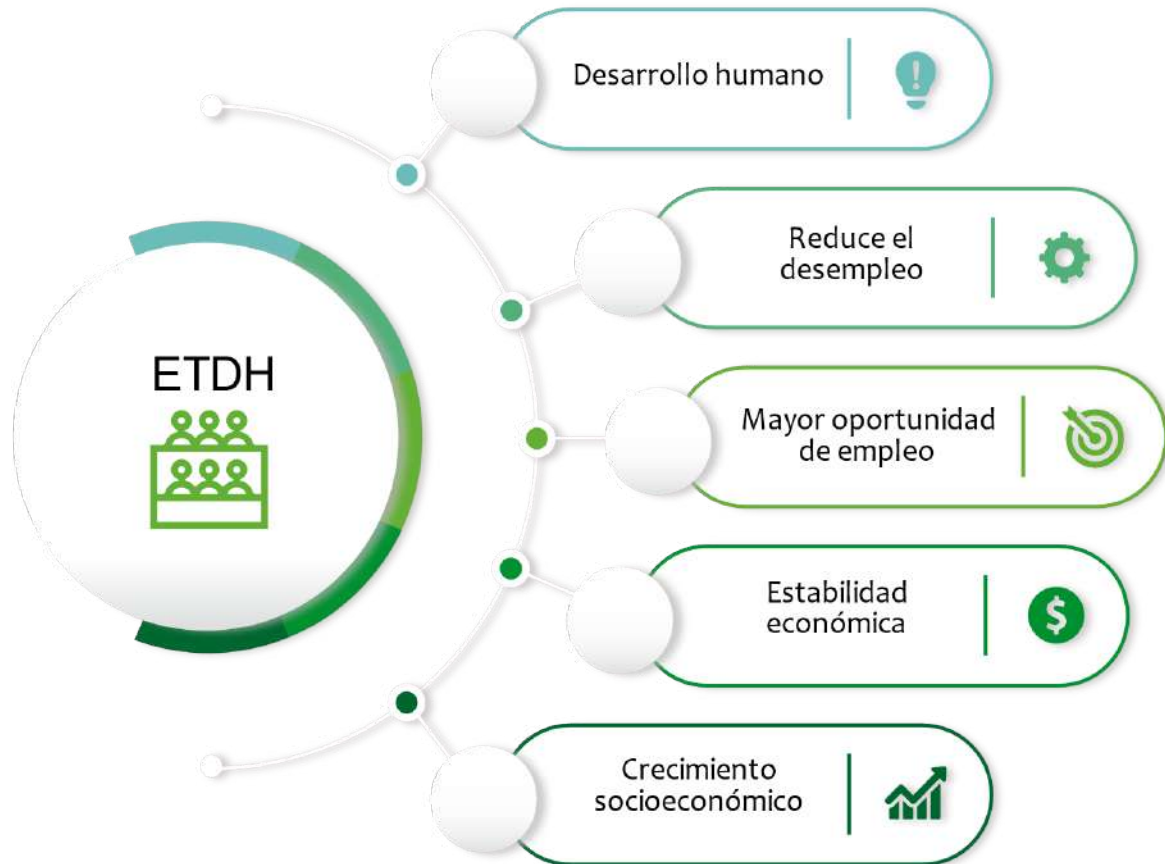 ETDH
Desarrollo humano
Reduce el
desempleo
Mayor oportunidad
de empleo
Estabilidad
económica
$
Crecimiento
socioeconómico